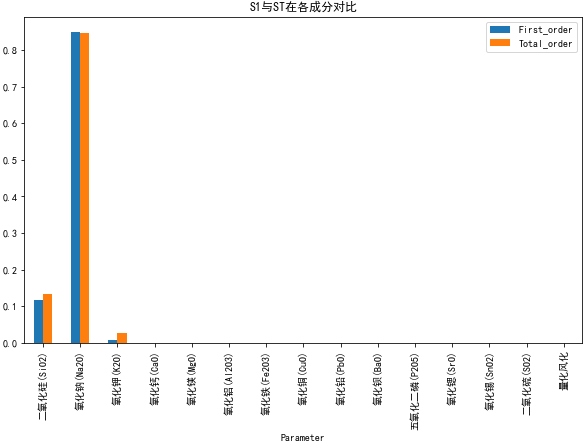 S1与ST在各成分对比
First_order
Total_order
0.8
0.7
0.6
0.5
0.4
0.3
0.2
0.1
0.0
二氧化硅(SiO2)
氧化钠(Na2O)
氧化钾(K2O)
氧化钙(CaO)
氧化镁(MgO)
氧化铝(Al2O3)
氧化铁(Fe2O3)
氧化铜(CuO)
氧化铅(PbO)
氧化钡(BaO)
五氧化二磷(P2O5)
氧化锶(SrO)
氧化锡(SnO2)
二氧化硫(SO2)
量化风化
Parameter